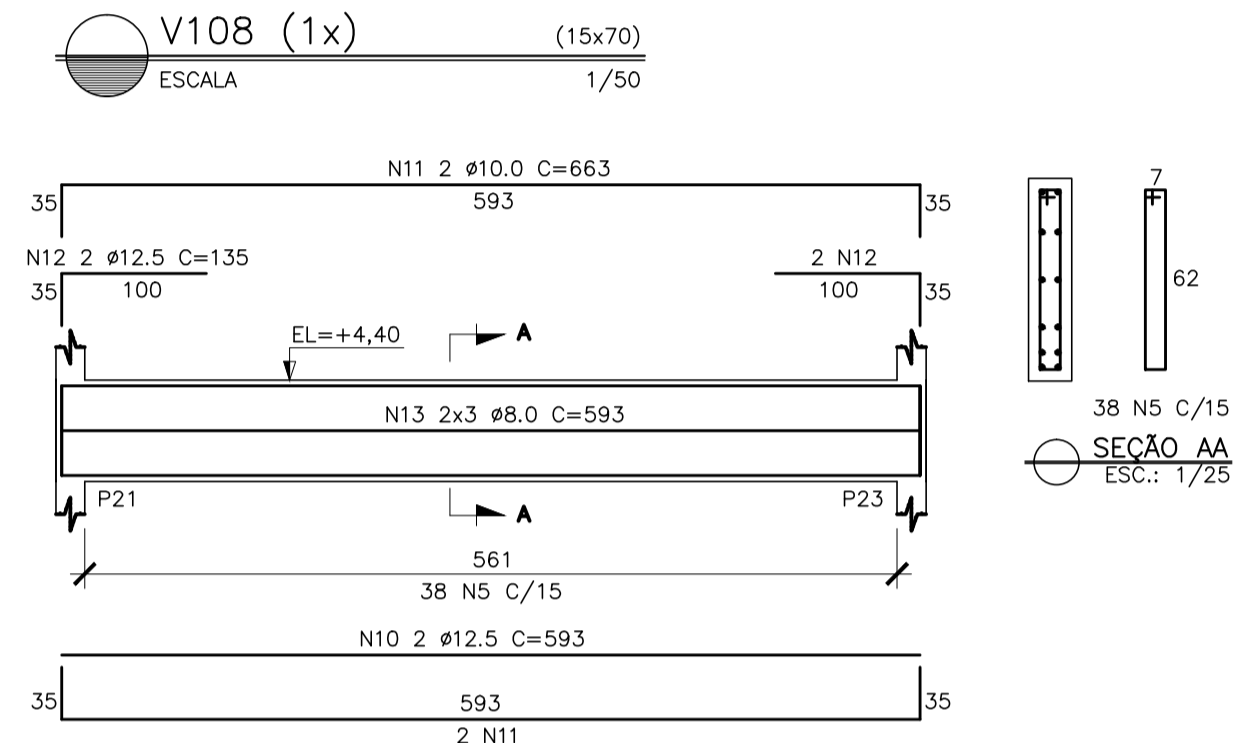 V108 (1x) (15x70)
ESCALA 1/50
N11 2 ø10.0 C=663
35 593 35
7
N12 2 ø12.5 C=135 2 N12
35 100 100 35
62
EL=+4,40 A
N13 2x3 ø8.0 C=593
38 N5 C/15
SEÇÃO AA
ESC.: 1/25
P21 P23
A
561
38 N5 C/15
N10 2 ø12.5 C=593
35 593 35
2 N11